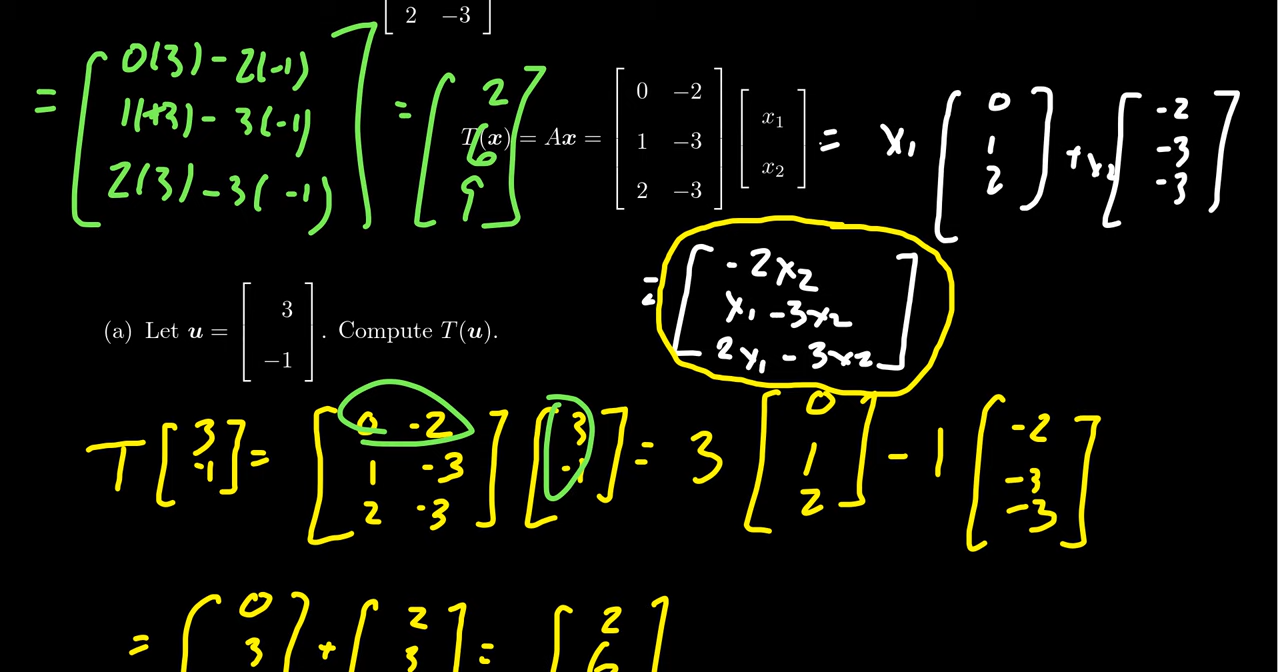 [ 2 −3 ]
= [ 0(3) - 2(-1) ; 1(+3) - 3(-1) ; 2(3) - 3(-1) ] = [ 2 ; 6 ; 9 ]
T(x) = Ax = [ 0 −2 ; 1 −3 ; 2 −3 ] [ x₁ ; x₂ ] = x₁ [ 0 ; 1 ; 2 ] + x₂ [ -2 ; -3 ; -3 ]
= [ -2x₂ ; x₁ - 3x₂ ; 2x₁ - 3x₂ ]
(a) Let u = [ 3 ; −1 ] . Compute T(u).
T [ 3 ; -1 ] = [ 0 -2 ; 1 -3 ; 2 -3 ] [ 3 ; -1 ] = 3 [ 0 ; 1 ; 2 ] - 1 [ -2 ; -3 ; -3 ]
= [ 0 ; 3 ] + [ 2 ; 3 ] = [ 2 ; 6 ]